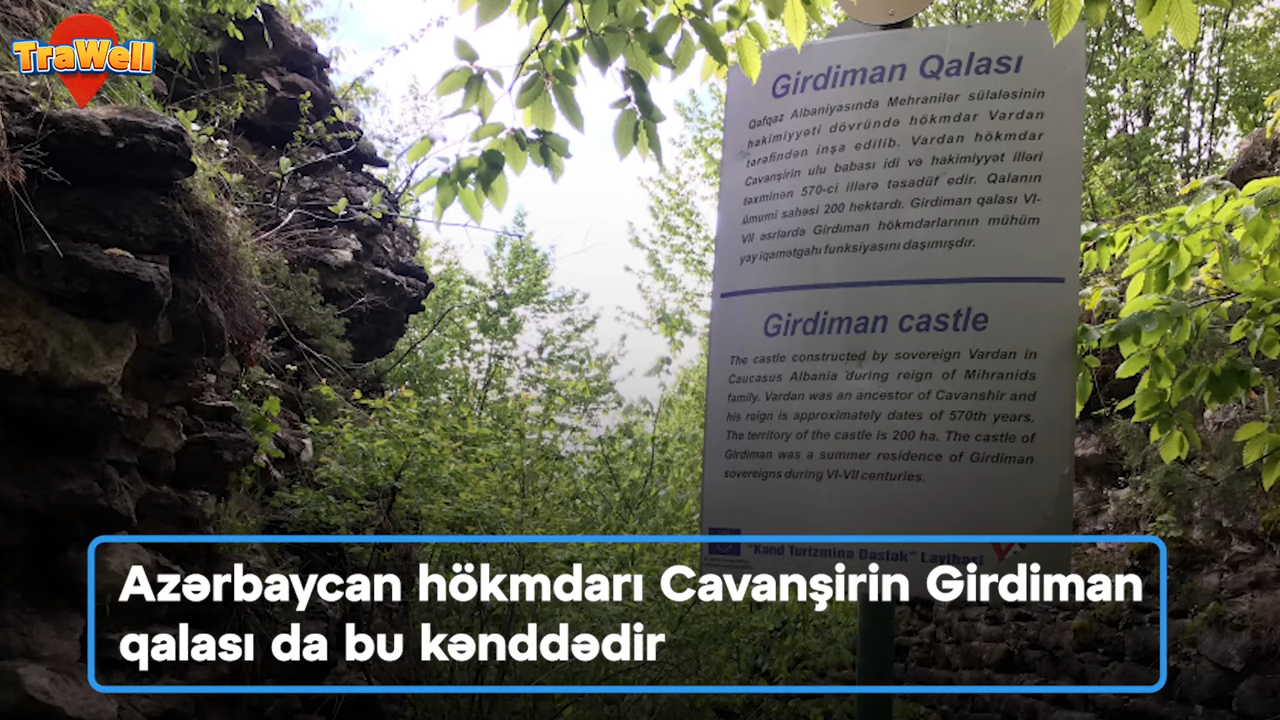 TraWell
Girdiman Qalası
Qafqaz Albaniyasında Mehranilər sülaləsinin
hakimiyyəti dövründə hökmdar Vardan
tərəfindən inşa edilib. Vardan hökmdar
Cavanşirin ulu babası idi və hakimiyyət illəri
təxminən 570-ci illərə təsadüf edir. Qalanın
ümumi sahəsi 200 hektardı. Girdiman qalası VI-
VII əsrlərdə Girdiman hökmdarlarının mühüm
yay iqamətgahı funksiyasını daşımışdır.
Girdiman castle
The castle constructed by sovereign Vardan in
Caucasus Albania during reign of Mihranids
family. Vardan was an ancestor of Cavanshir and
his reign is approximately dates of 570th years.
The territory of the castle is 200 ha. The castle of
Girdiman was a summer residence of Girdiman
sovereigns during VI-VII centuries.
"Kənd Turizminə Dəstək" Layihəsi
Azərbaycan hökmdarı Cavanşirin Girdiman
qalası da bu kənddədir